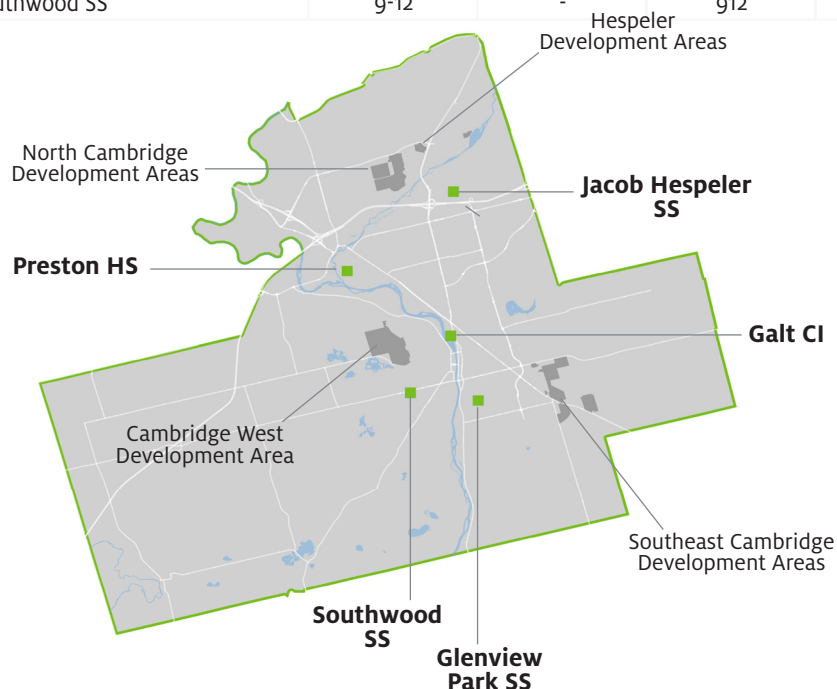 uthwood SS 9-12 - 912
Hespeler
Development Areas
North Cambridge
Development Areas
Jacob Hespeler
SS
Preston HS
Galt CI
Cambridge West
Development Area
Southeast Cambridge
Development Areas
Southwood
SS
Glenview
Park SS